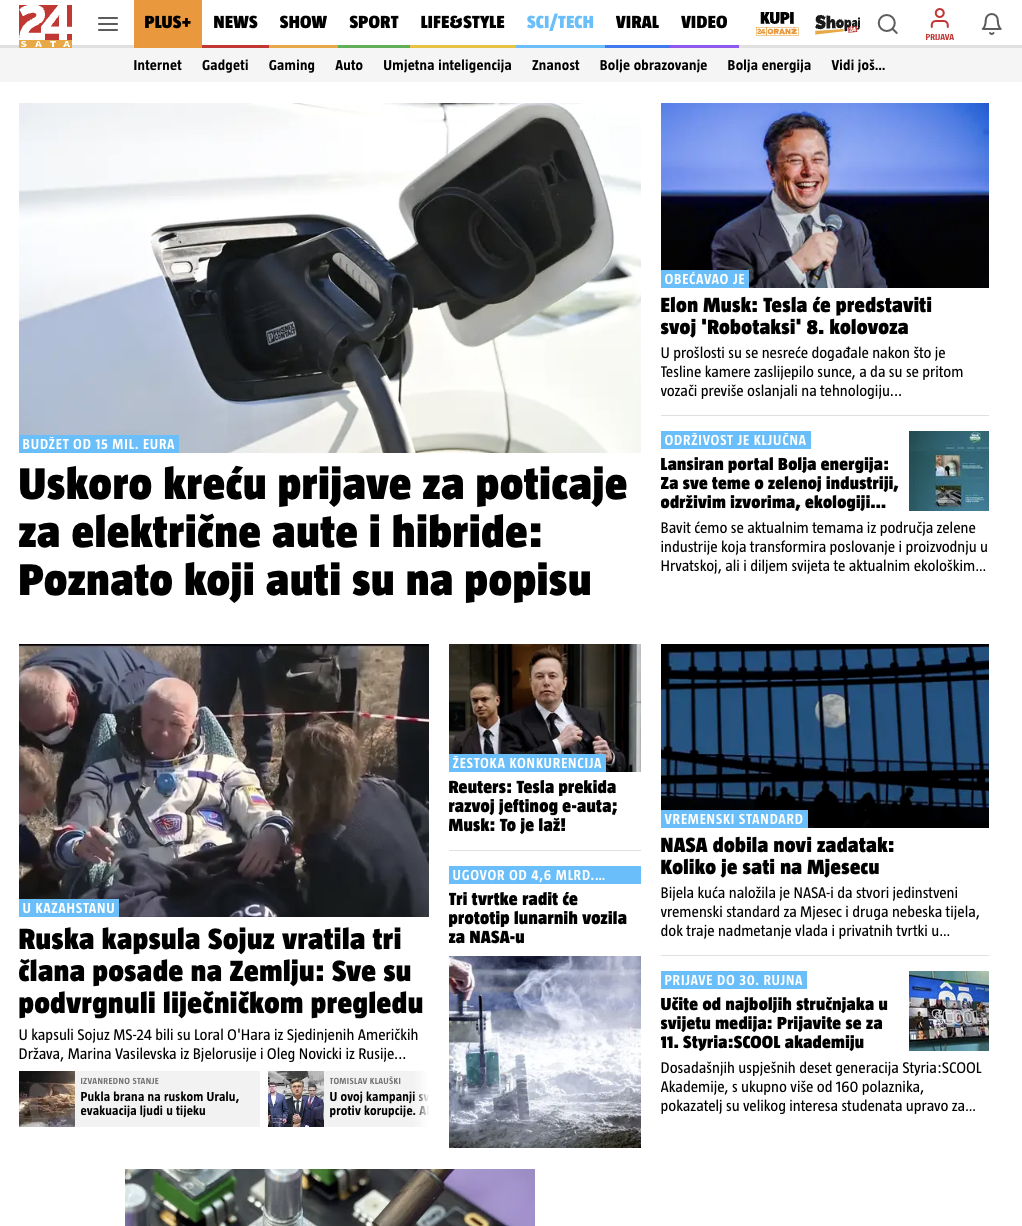 24
SATA
PLUS+ NEWS SHOW SPORT LIFE&STYLE SCI/TECH VIRAL VIDEO KUPI Shopaj PRIJAVA
Internet Gadgeti Gaming Auto Umjetna inteligencija Znanost Bolje obrazovanje Bolja energija Vidi još...
BUDŽET OD 15 MIL. EURA
Uskoro kreću prijave za poticaje
za električne aute i hibride:
Poznato koji auti su na popisu
OBEĆAVAO JE
Elon Musk: Tesla će predstaviti
svoj 'Robotaksi' 8. kolovoza
U prošlosti su se nesreće događale nakon što je
Tesline kamere zaslijepilo sunce, a da su se pritom
vozači previše oslanjali na tehnologiju...
ODRŽIVOST JE KLJUČNA
Lansiran portal Bolja energija:
Za sve teme o zelenoj industriji,
održivim izvorima, ekologiji...
Bavit ćemo se aktualnim temama iz područja zelene
industrije koja transformira poslovanje i proizvodnju u
Hrvatskoj, ali i diljem svijeta te aktualnim ekološkim...
U KAZAHSTANU
Ruska kapsula Sojuz vratila tri
člana posade na Zemlju: Sve su
podvrgnuli liječničkom pregledu
U kapsuli Sojuz MS-24 bili su Loral O'Hara iz Sjedinjenih Američkih
Država, Marina Vasilevska iz Bjelorusije i Oleg Novicki iz Rusije...
IZVANREDNO STANJE
Pukla brana na ruskom Uralu,
evakuacija ljudi u tijeku
TOMISLAV KLAUŠKI
U ovoj kampanji sv
protiv korupcije. A
ŽESTOKA KONKURENCIJA
Reuters: Tesla prekida
razvoj jeftinog e-auta;
Musk: To je laž!
UGOVOR OD 4,6 MLRD....
Tri tvrtke radit će
prototip lunarnih vozila
za NASA-u
VREMENSKI STANDARD
NASA dobila novi zadatak:
Koliko je sati na Mjesecu
Bijela kuća naložila je NASA-i da stvori jedinstveni
vremenski standard za Mjesec i druga nebeska tijela,
dok traje nadmetanje vlada i privatnih tvrtki u...
PRIJAVE DO 30. RUJNA
Učite od najboljih stručnjaka u
svijetu medija: Prijavite se za
11. Styria:SCOOL akademiju
Dosadašnjih uspješnih deset generacija Styria:SCOOL
Akademije, s ukupno više od 160 polaznika,
pokazatelj su velikog interesa studenata upravo za...